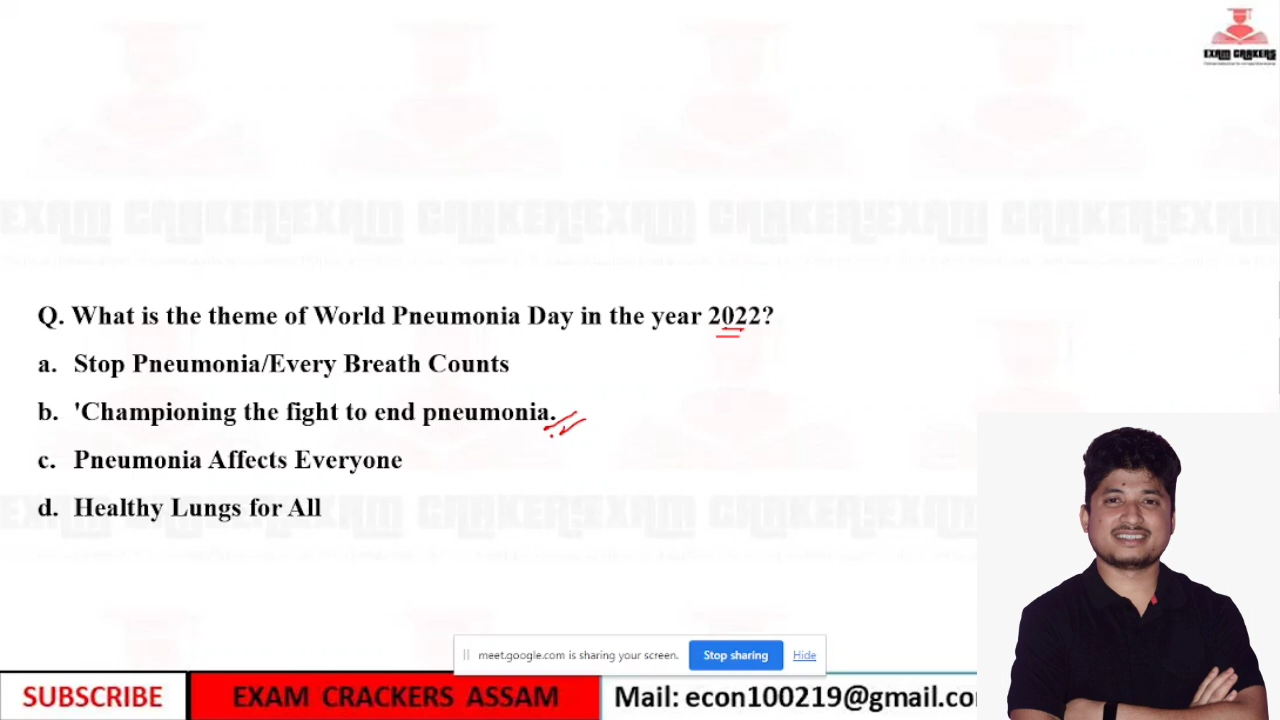 EXAM CRAKERS
Q. What is the theme of World Pneumonia Day in the year 2022?
a. Stop Pneumonia/Every Breath Counts
b. 'Championing the fight to end pneumonia.
c. Pneumonia Affects Everyone
d. Healthy Lungs for All
meet.google.com is sharing your screen. Stop sharing Hide
SUBSCRIBE EXAM CRACKERS ASSAM Mail: econ100219@gmail.co